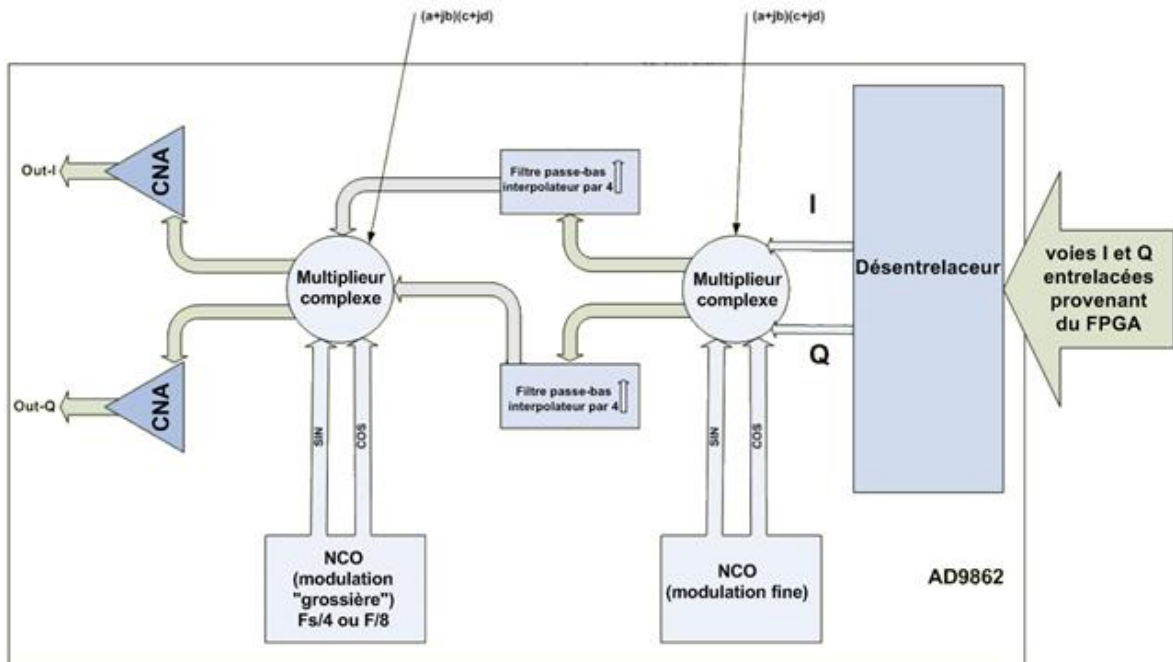 (a+jb)(c+jd)
(a+jb)(c+jd)
Out-I
CNA
Filtre passe-bas
interpolateur par 4
I
Multiplieur
complexe
Multiplieur
complexe
Désentrelaceur
voies I et Q
entrelacées
provenant
du FPGA
Q
Out-Q
CNA
Filtre passe-bas
interpolateur par 4
SIN
COS
SIN
COS
NCO
(modulation
"grossière")
Fs/4 ou F/8
NCO
(modulation fine)
AD9862